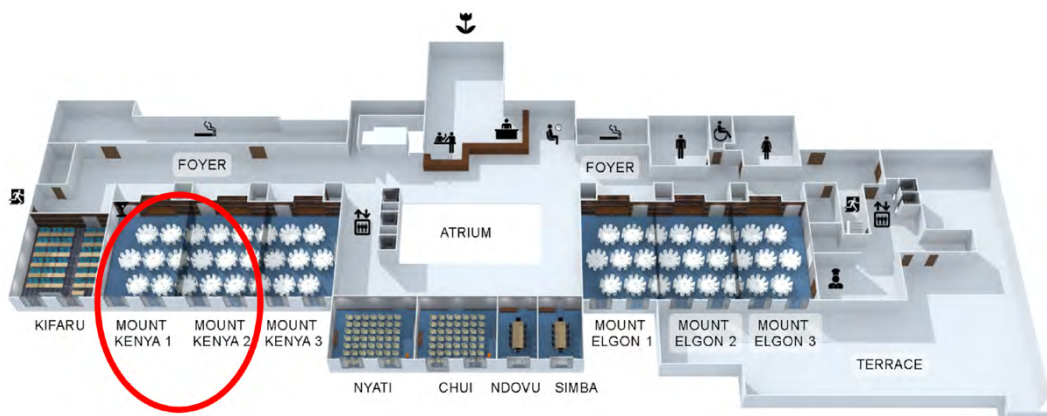 FOYER
FOYER
ATRIUM
KIFARU
MOUNT
KENYA 1
MOUNT
KENYA 2
MOUNT
KENYA 3
MOUNT
ELGON 1
MOUNT
ELGON 2
MOUNT
ELGON 3
TERRACE
NYATI
CHUI
NDOVU
SIMBA